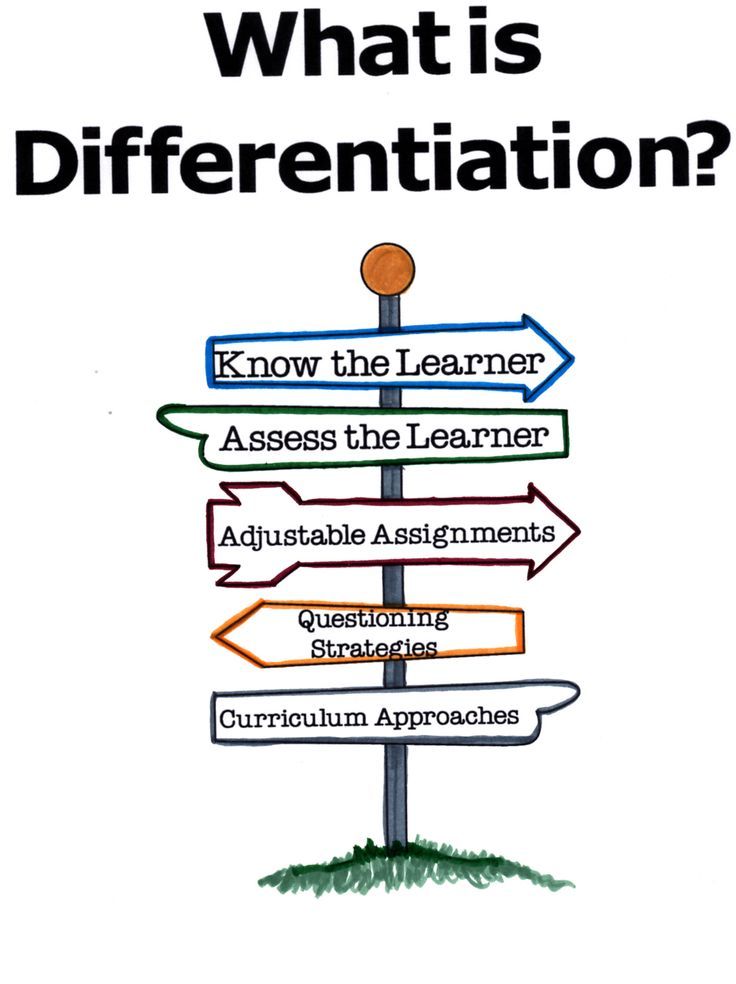 What is
Differentiation?
Know the Learner
Assess the Learner
Adjustable Assignments
Questioning
Strategies
Curriculum Approaches